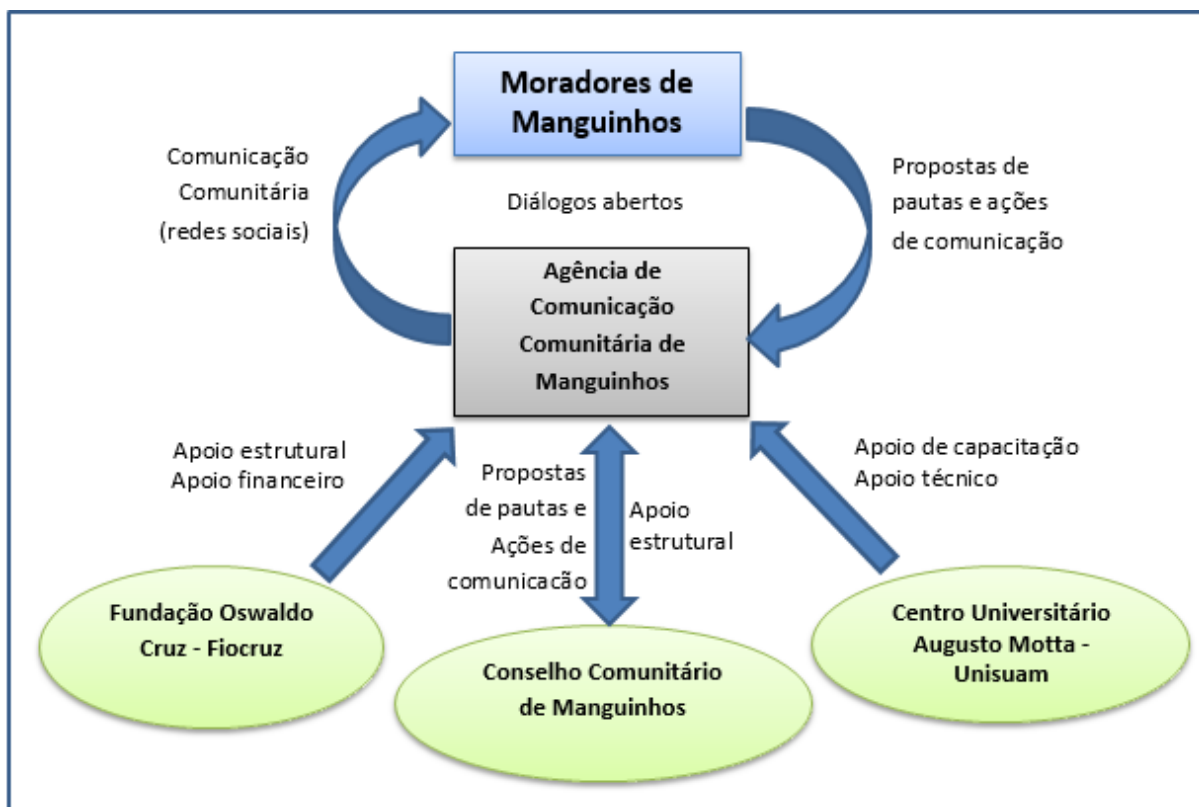 Moradores de
Manguinhos
Comunicação
Comunitária
(redes sociais)
Diálogos abertos
Propostas de
pautas e ações
de comunicação
Agência de
Comunicação
Comunitária de
Manguinhos
Apoio estrutural
Apoio financeiro
Propostas
de pautas e
Ações de
comunicacão
Apoio
estrutural
Apoio de capacitação
Apoio técnico
Fundação Oswaldo
Cruz - Fiocruz
Conselho Comunitário
de Manguinhos
Centro Universitário
Augusto Motta -
Unisuam